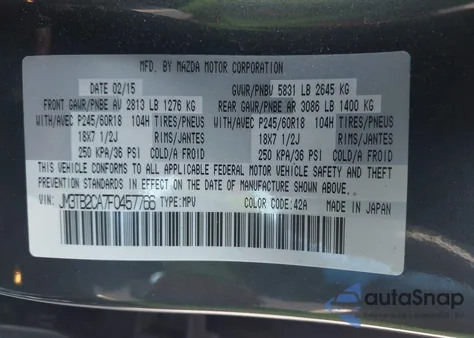 MFD. BY MAZDA MOTOR CORPORATION
DATE 02/15 GVWR/PNBV 5831 LB 2645 KG
FRONT GAWR/PNBE AV 2813 LB 1276 KG REAR GAWR/PNBE AR 3086 LB 1400 KG
WITH/AVEC P245/60R18 104H TIRES/PNEUS WITH/AVEC P245/60R18 104H TIRES/PNEUS
18X7 1/2J RIMS/JANTES 18X7 1/2J RIMS/JANTES
250 KPA/36 PSI COLD/A FROID 250 KPA/36 PSI COLD/A FROID
THIS VEHICLE CONFORMS TO ALL APPLICABLE FEDERAL MOTOR VEHICLE SAFETY AND THEFT
PREVENTION STANDARDS IN EFFECT ON THE DATE OF MANUFACTURE SHOWN ABOVE.
VIN: JM3TB2CA7F0457766 TYPE:MPV COLOR CODE:42A MADE IN JAPAN
autoSnap